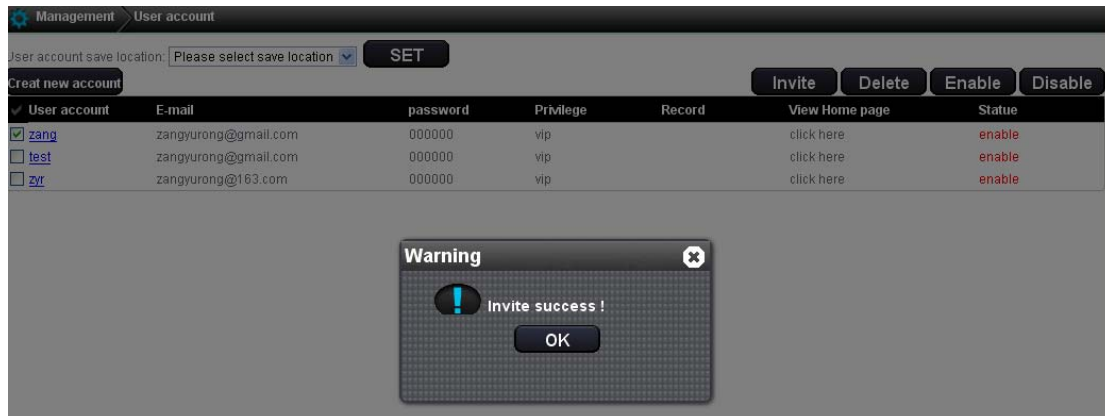 Management User account
User account save location: Please select save location SET
Creat new account Invite Delete Enable Disable
User account E-mail password Privilege Record View Home page Statue
zang zangyurong@gmail.com 000000 vip click here enable
test zangyurong@gmail.com 000000 vip click here enable
zyr zangyurong@163.com 000000 vip click here enable
Warning
! Invite success !
OK